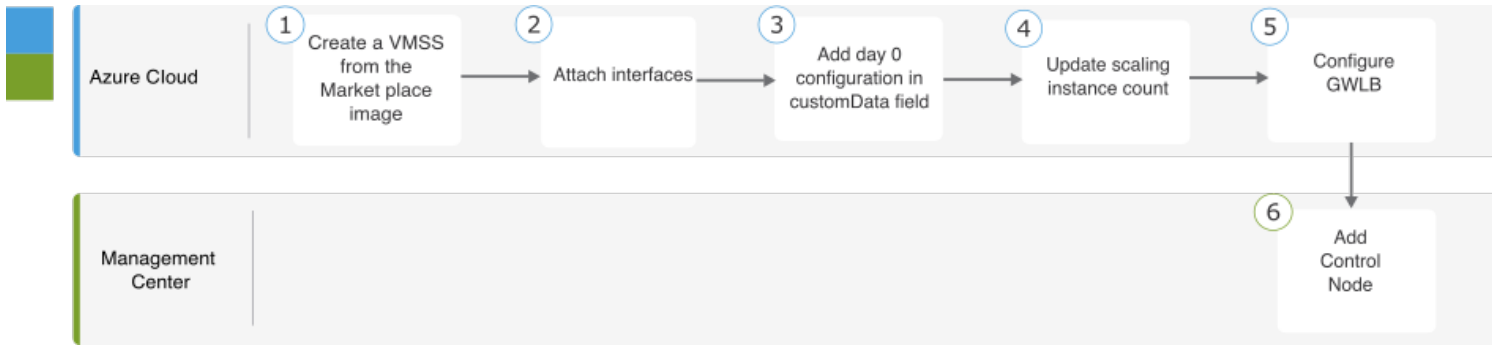 Azure Cloud
1
Create a VMSS
from the
Market place
image
2
Attach interfaces
3
Add day 0
configuration in
customData field
4
Update scaling
instance count
5
Configure
GWLB
Management
Center
6
Add
Control
Node